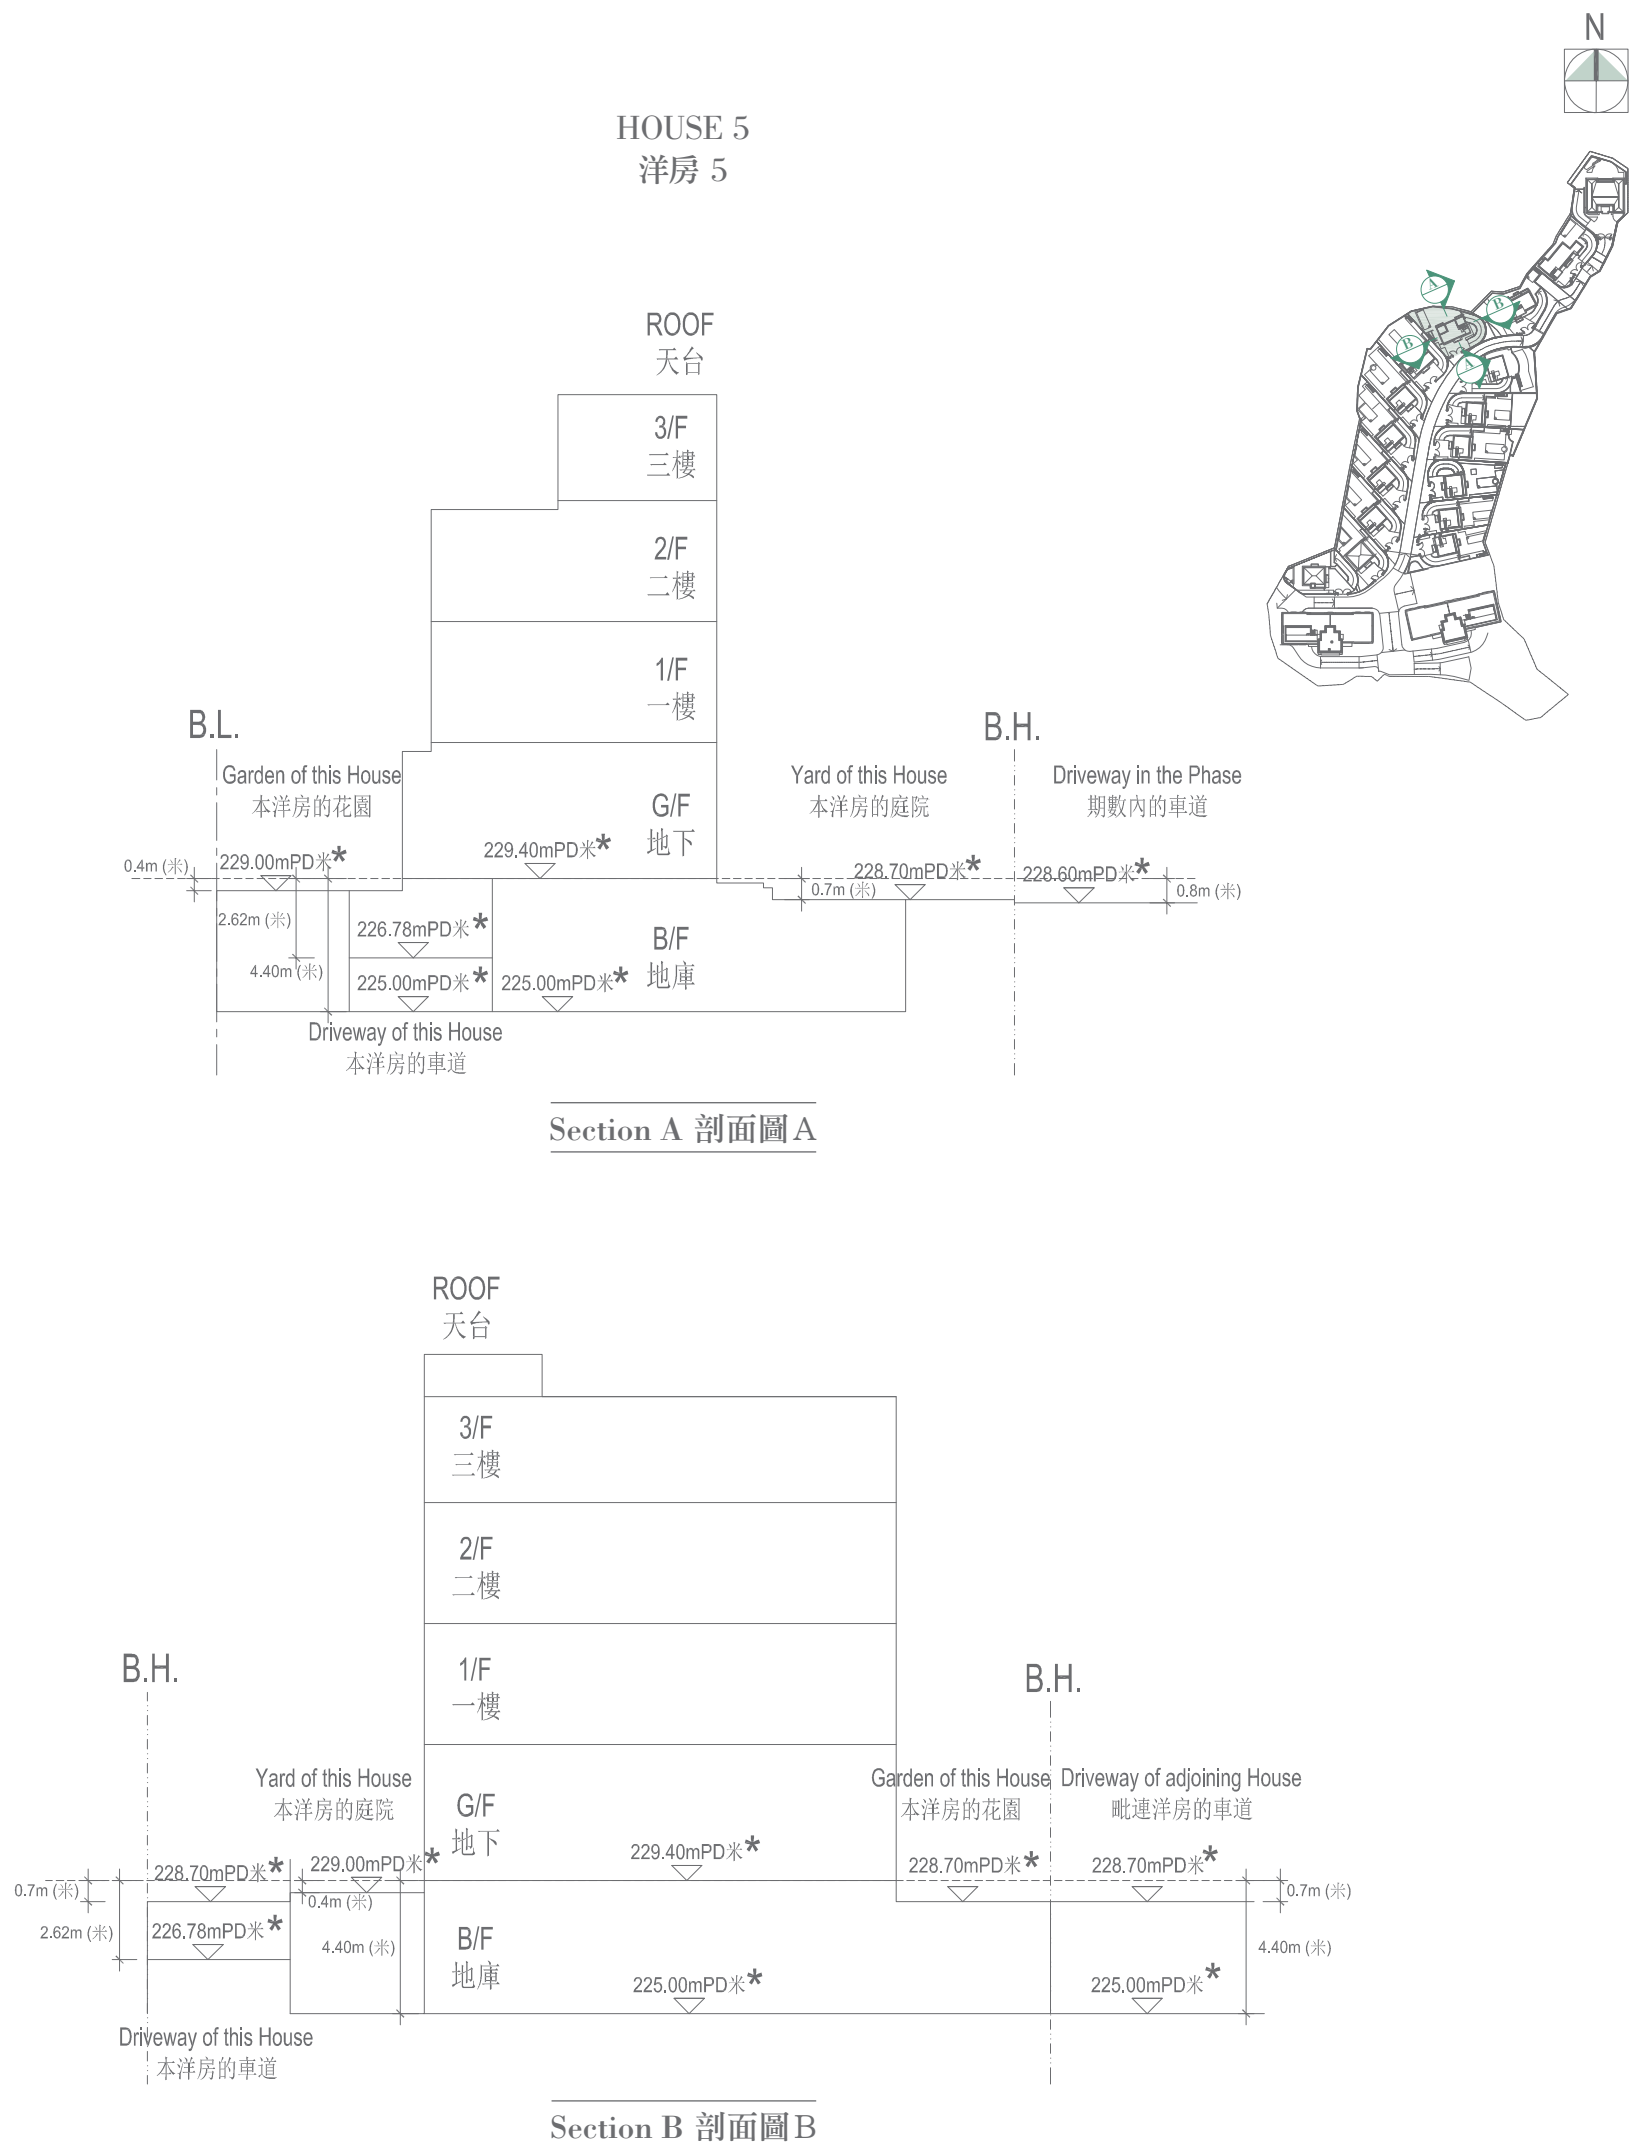 N
HOUSE 5
洋房 5
A
B
B
A
ROOF
天台
3/F
三樓
2/F
二樓
1/F
一樓
B.L.
B.H.
Garden of this House
本洋房的花園
Yard of this House
本洋房的庭院
Driveway in the Phase
期數內的車道
G/F
地下
0.4m (米)
229.00mPD米*
229.40mPD米*
228.70mPD米*
228.60mPD米*
0.7m (米)
0.8m (米)
2.62m (米)
226.78mPD米*
B/F
地庫
4.40m (米)
225.00mPD米*
225.00mPD米*
Driveway of this House
本洋房的車道
Section A 剖面圖A
ROOF
天台
3/F
三樓
2/F
二樓
1/F
一樓
B.H.
B.H.
Yard of this House
本洋房的庭院
Garden of this House
本洋房的花園
Driveway of adjoining House
毗連洋房的車道
G/F
地下
228.70mPD米*
229.00mPD米*
229.40mPD米*
228.70mPD米*
228.70mPD米*
0.7m (米)
0.4m (米)
0.7m (米)
2.62m (米)
226.78mPD米*
4.40m (米)
B/F
地庫
4.40m (米)
225.00mPD米*
225.00mPD米*
Driveway of this House
本洋房的車道
Section B 剖面圖B